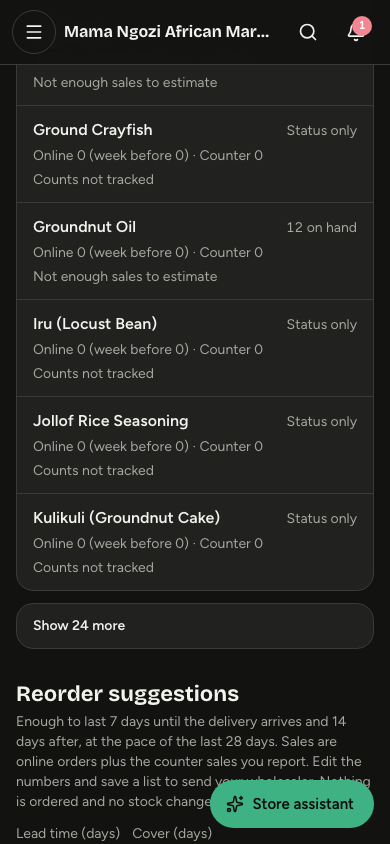 Mama Ngozi African Mar...
1
Not enough sales to estimate
Ground Crayfish
Status only
Online 0 (week before 0) · Counter 0
Counts not tracked
Groundnut Oil
12 on hand
Online 0 (week before 0) · Counter 0
Not enough sales to estimate
Iru (Locust Bean)
Status only
Online 0 (week before 0) · Counter 0
Counts not tracked
Jollof Rice Seasoning
Status only
Online 0 (week before 0) · Counter 0
Counts not tracked
Kulikuli (Groundnut Cake)
Status only
Online 0 (week before 0) · Counter 0
Counts not tracked
Show 24 more
Reorder suggestions
Enough to last 7 days until the delivery arrives and 14
days after, at the pace of the last 28 days. Sales are
online orders plus the counter sales you report. Edit the
numbers and save a list to send your wholesaler. Nothing
is ordered and no stock change
Store assistant
Lead time (days) Cover (days)